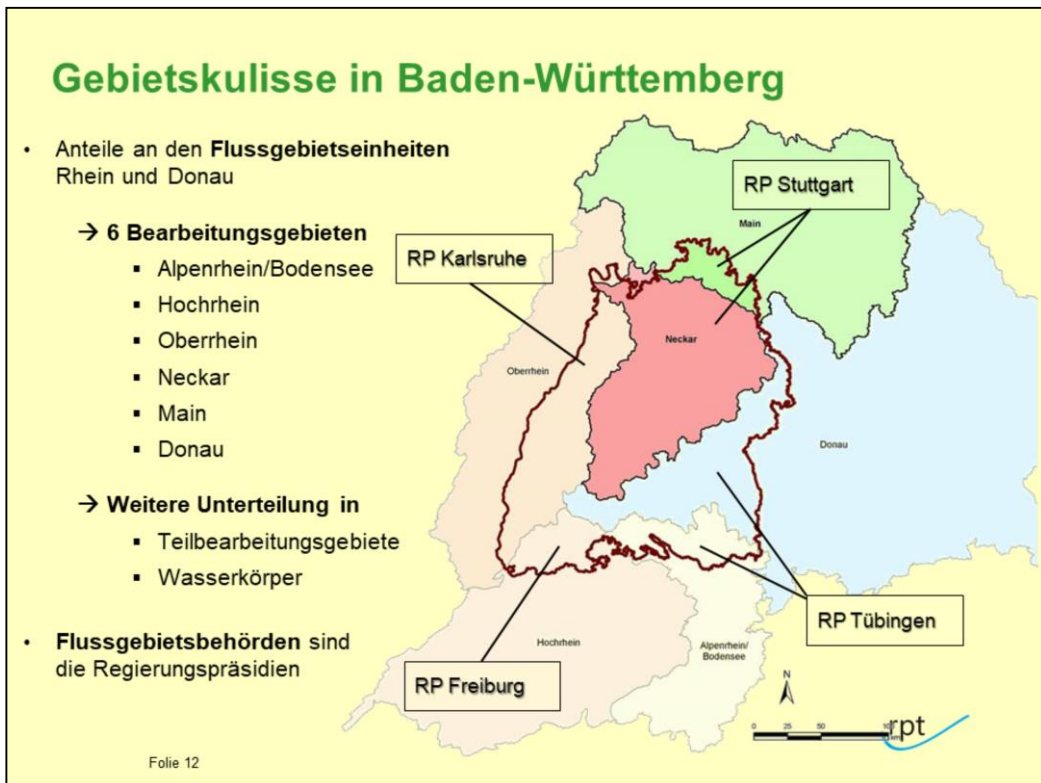 Gebietskulisse in Baden-Württemberg
• Anteile an den Flussgebietseinheiten
Rhein und Donau
→ 6 Bearbeitungsgebieten
▪ Alpenrhein/Bodensee
▪ Hochrhein
▪ Oberrhein
▪ Neckar
▪ Main
▪ Donau
→ Weitere Unterteilung in
▪ Teilbearbeitungsgebiete
▪ Wasserkörper
• Flussgebietsbehörden sind
die Regierungspräsidien
RP Stuttgart
Main
RP Karlsruhe
Neckar
Oberrhein
Donau
RP Tübingen
Hochrhein
Alpenrhein/
Bodensee
RP Freiburg
N
0 25 50 100
km
rpt
Folie 12